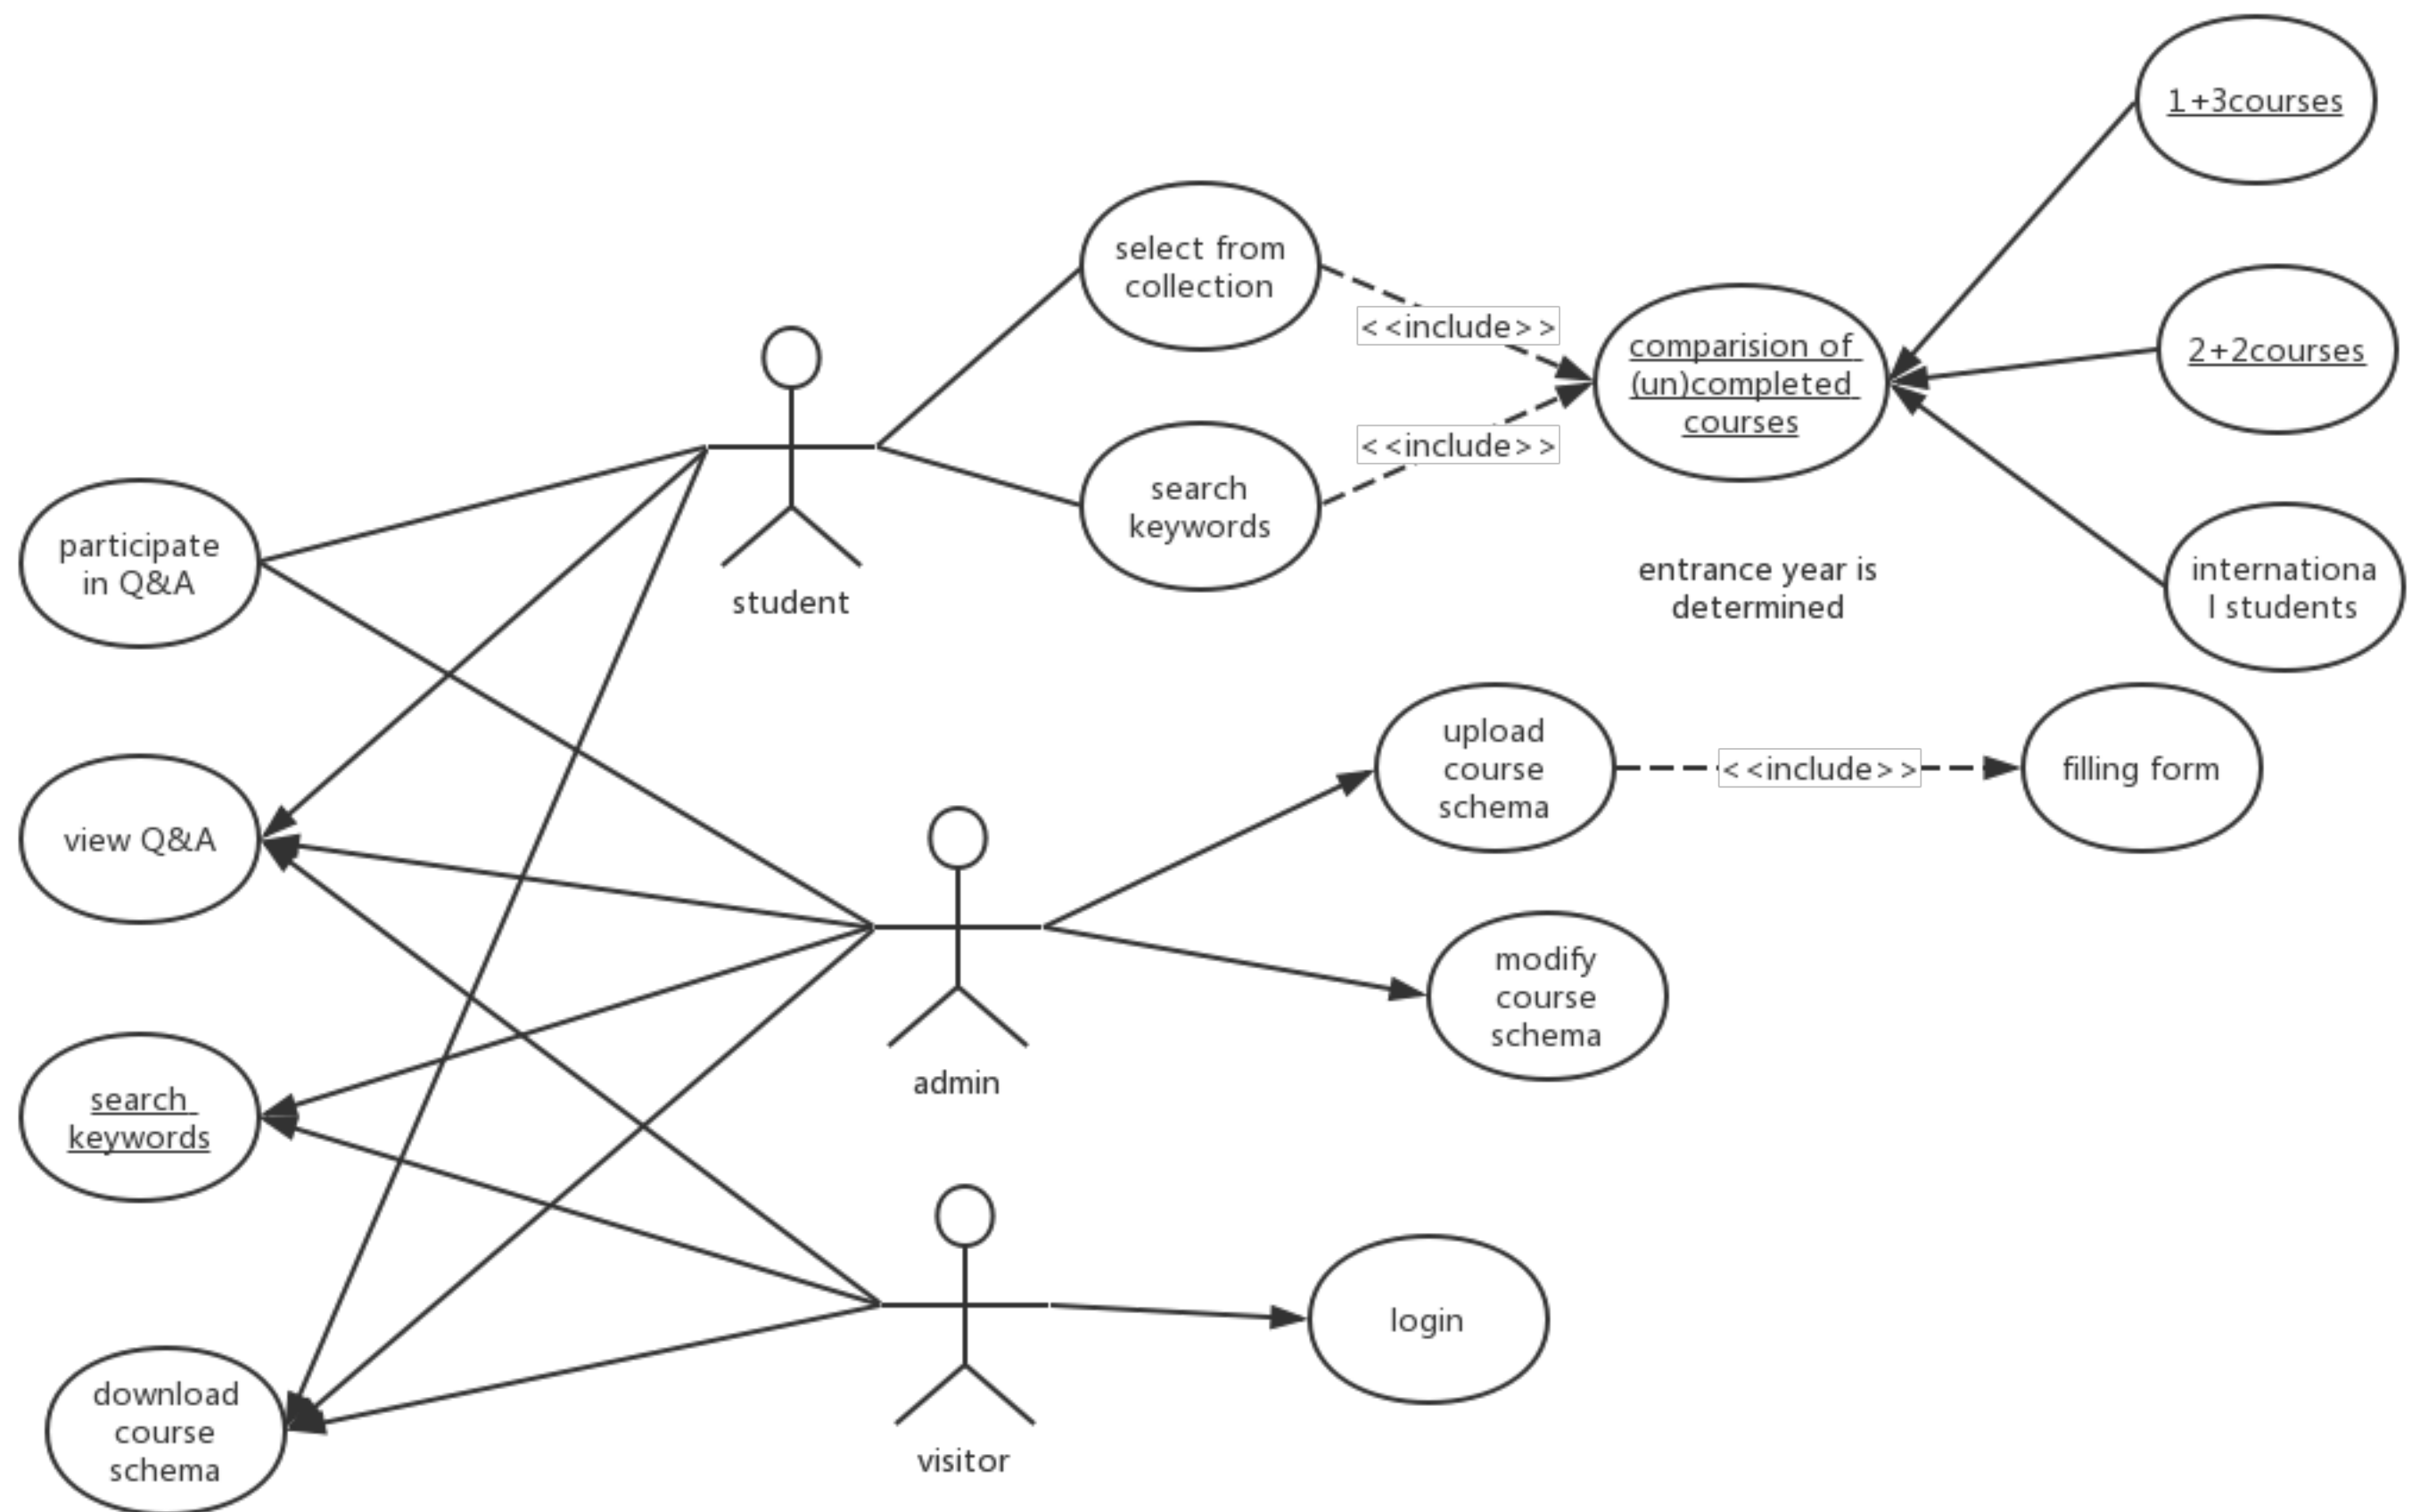 1+3courses
select from
collection
<<include>>
comparision of
(un)completed
courses
2+2courses
<<include>>
search
keywords
participate
in Q&A
student
entrance year is
determined
internationa
l students
upload
course
schema
<<include>>
filling form
view Q&A
modify
course
schema
admin
search
keywords
login
download
course
schema
visitor